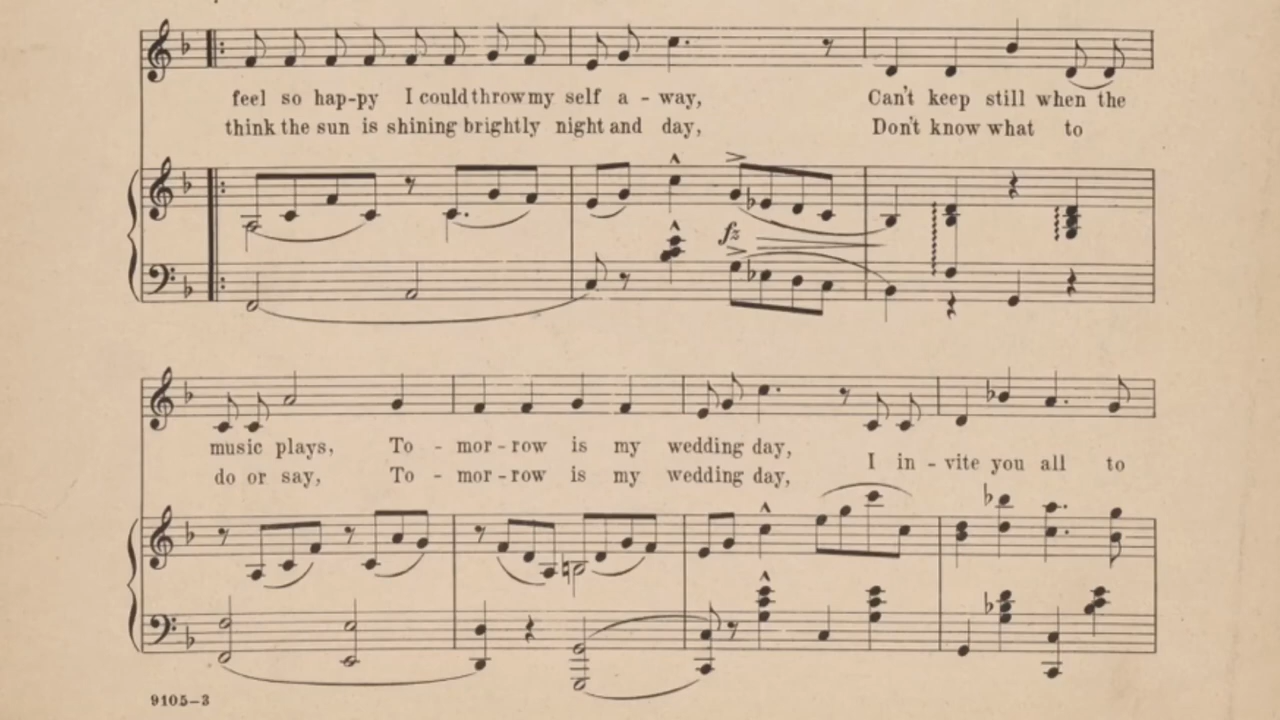 feel so hap-py I could throw my self a - way, Can't keep still when the
think the sun is shining brightly night and day, Don't know what to
fz
music plays, To - mor - row is my wedding day, I in - vite you all to
do or say, To - mor - row is my wedding day,
9105-3